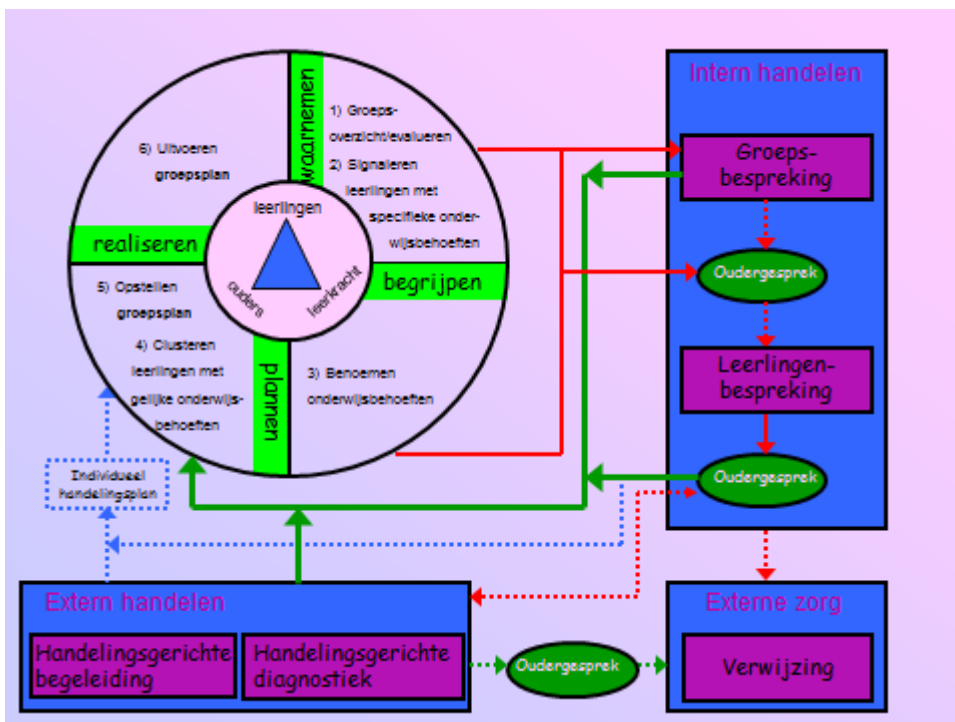 waarnemen
1) Groeps-
overzicht/evalueren
2) Signaleren
leerlingen met
specifieke onder-
wijsbehoeften
begrijpen
3) Benoemen
onderwijsbehoeften
plannen
4) Clusteren
leerlingen met
gelijke onderwijs-
behoeften
5) Opstellen
groepsplan
realiseren
6) Uitvoeren
groepsplan
leerlingen
ouders
leerkracht
Individueel
handelingsplan
Intern handelen
Groeps-
bespreking
Oudergesprek
Leerlingen-
bespreking
Oudergesprek
Extern handelen
Handelingsgerichte
begeleiding
Handelingsgerichte
diagnostiek
Oudergesprek
Externe zorg
Verwijzing